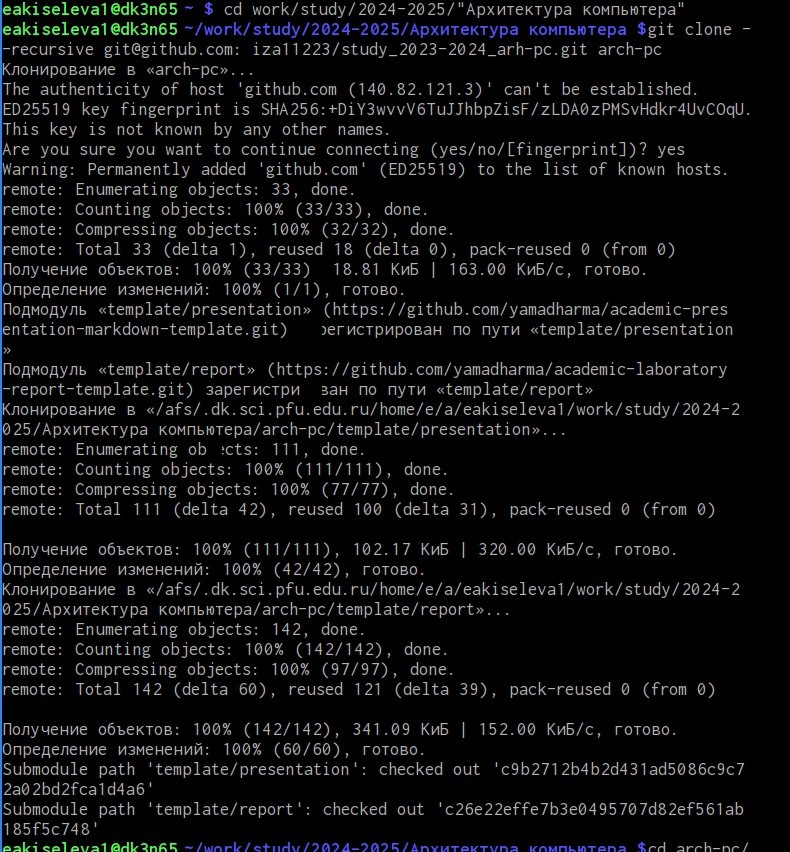 eakiseleva1@dk3n65 ~ $ cd work/study/2024-2025/"Архитектура компьютера"
eakiseleva1@dk3n65 ~/work/study/2024-2025/Архитектура компьютера $git clone -
-recursive git@github.com: iza11223/study_2023-2024_arh-pc.git arch-pc
Клонирование в «arch-pc»...
The authenticity of host 'github.com (140.82.121.3)' can't be established.
ED25519 key fingerprint is SHA256:+DiY3wvvV6TuJJhbpZisF/zLDA0zPMSvHdkr4UvCOqU.
This key is not known by any other names.
Are you sure you want to continue connecting (yes/no/[fingerprint])? yes
Warning: Permanently added 'github.com' (ED25519) to the list of known hosts.
remote: Enumerating objects: 33, done.
remote: Counting objects: 100% (33/33), done.
remote: Compressing objects: 100% (32/32), done.
remote: Total 33 (delta 1), reused 18 (delta 0), pack-reused 0 (from 0)
Получение объектов: 100% (33/33) 18.81 КиБ | 163.00 КиБ/с, готово.
Определение изменений: 100% (1/1), готово.
Подмодуль «template/presentation» (https://github.com/yamadharma/academic-pres
entation-markdown-template.git) регистрирован по пути «template/presentation
»
Подмодуль «template/report» (https://github.com/yamadharma/academic-laboratory
-report-template.git) зарегистри ван по пути «template/report»
Клонирование в «/afs/.dk.sci.pfu.edu.ru/home/e/a/eakiseleva1/work/study/2024-2
025/Архитектура компьютера/arch-pc/template/presentation»...
remote: Enumerating ob cts: 111, done.
remote: Counting objects: 100% (111/111), done.
remote: Compressing objects: 100% (77/77), done.
remote: Total 111 (delta 42), reused 100 (delta 31), pack-reused 0 (from 0)
Получение объектов: 100% (111/111), 102.17 КиБ | 320.00 КиБ/с, готово.
Определение изменений: 100% (42/42), готово.
Клонирование в «/afs/.dk.sci.pfu.edu.ru/home/e/a/eakiseleva1/work/study/2024-2
025/Архитектура компьютера/arch-pc/template/report»...
remote: Enumerating objects: 142, done.
remote: Counting objects: 100% (142/142), done.
remote: Compressing objects: 100% (97/97), done.
remote: Total 142 (delta 60), reused 121 (delta 39), pack-reused 0 (from 0)
Получение объектов: 100% (142/142), 341.09 КиБ | 152.00 КиБ/с, готово.
Определение изменений: 100% (60/60), готово.
Submodule path 'template/presentation': checked out 'c9b2712b4b2d431ad5086c9c7
2a02bd2fca1d4a6'
Submodule path 'template/report': checked out 'c26e22effe7b3e0495707d82ef561ab
185f5c748'
eakiseleva1@dk3n65 ~/work/study/2024-2025/Архитектура компьютера $cd arch-pc/